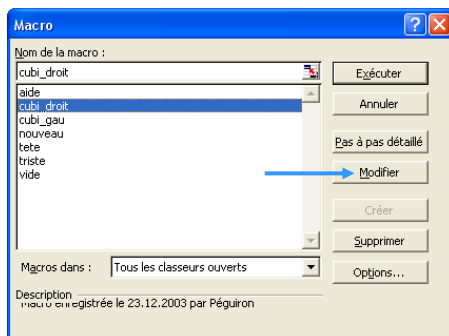 Macro
Nom de la macro :
cubi_droit
Exécuter
aide
cubi_droit
cubi_gau
nouveau
tete
triste
vide
Annuler
Pas à pas détaillé
Modifier
Créer
Supprimer
Macros dans :
Tous les classeurs ouverts
Options...
Description
Macro enregistrée le 23.12.2003 par Péguiron